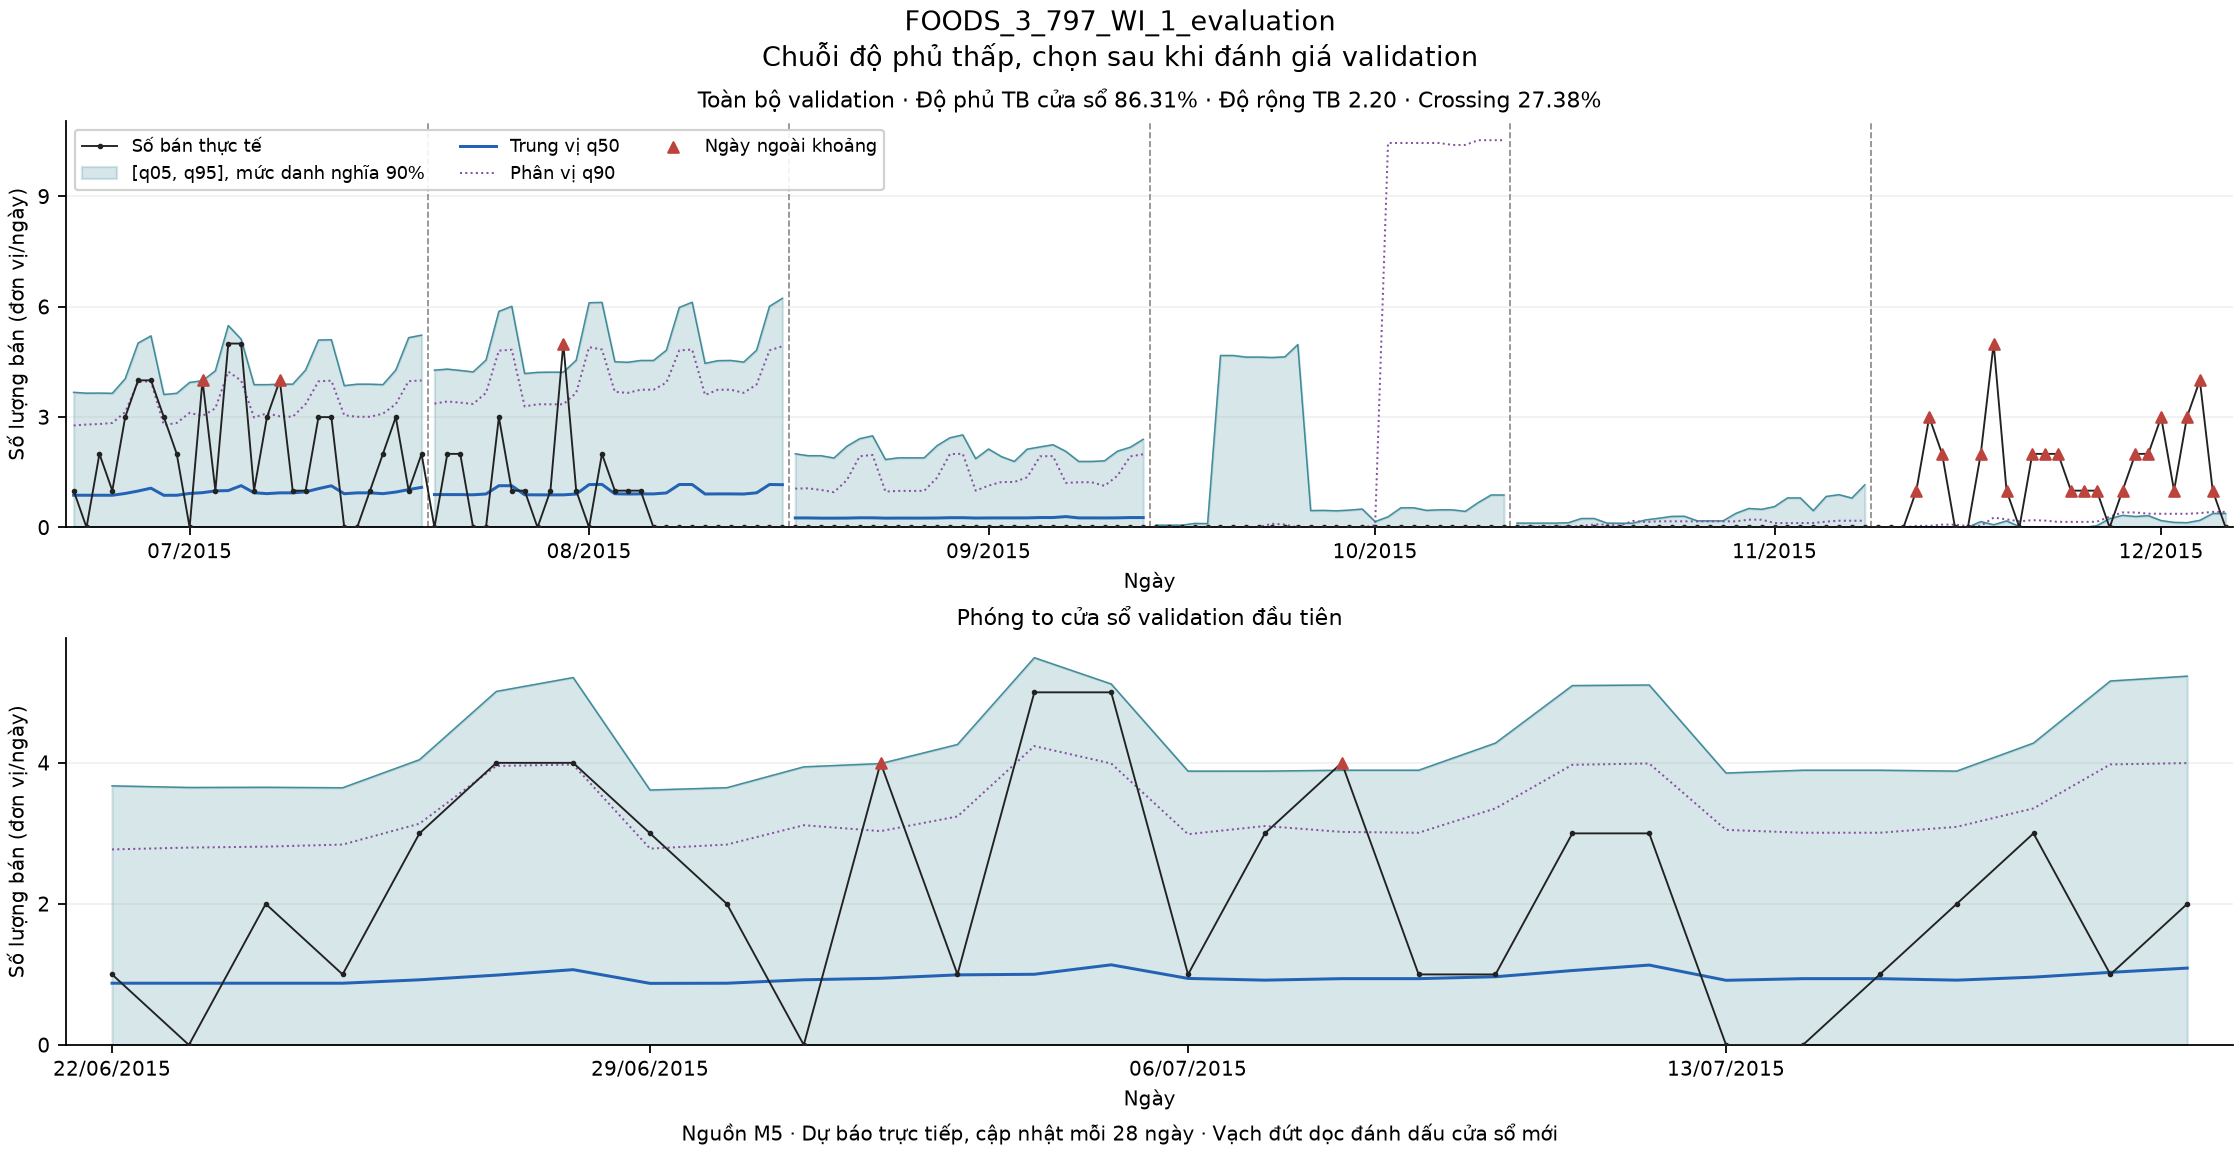 FOODS_3_797_WI_1_evaluation
Chuỗi độ phủ thấp, chọn sau khi đánh giá validation
Toàn bộ validation · Độ phủ TB cửa sổ 86.31% · Độ rộng TB 2.20 · Crossing 27.38%
Số bán thực tế
[q05, q95], mức danh nghĩa 90%
Trung vị q50
Phân vị q90
Ngày ngoài khoảng
Số lượng bán (đơn vị/ngày)
9
6
3
0
07/2015 08/2015 09/2015 10/2015 11/2015 12/2015
Ngày
Phóng to cửa sổ validation đầu tiên
Số lượng bán (đơn vị/ngày)
4
2
0
22/06/2015 29/06/2015 06/07/2015 13/07/2015
Ngày
Nguồn M5 · Dự báo trực tiếp, cập nhật mỗi 28 ngày · Vạch đứt dọc đánh dấu cửa sổ mới